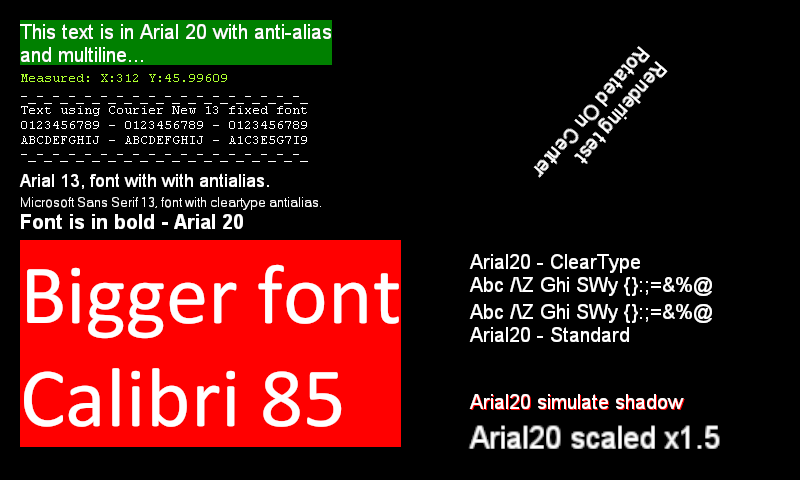 This text is in Arial 20 with anti-alias
and multiline...
Measured: X:312 Y:45.99609
-_-_-_-_-_-_-_-_-_-_-_-_-_-_-_-_-_-_
Text using Courier New 13 fixed font
0123456789 - 0123456789 - 0123456789
ABCDEFGHIJ - ABCDEFGHIJ - A1C3E5G7I9
-_-_-_-_-_-_-_-_-_-_-_-_-_-_-_-_-_-_
Arial 13, font with with antialias.
Microsoft Sans Serif 13, font with cleartype antialias.
Font is in bold - Arial 20
Bigger font
Calibri 85
Rendering test
Rotated On Center
Arial20 - ClearType
Abc /\Z Ghi SWy {}:;=&%@
Abc /\Z Ghi SWy {}:;=&%@
Arial20 - Standard
Arial20 simulate shadow
Arial20 scaled x1.5